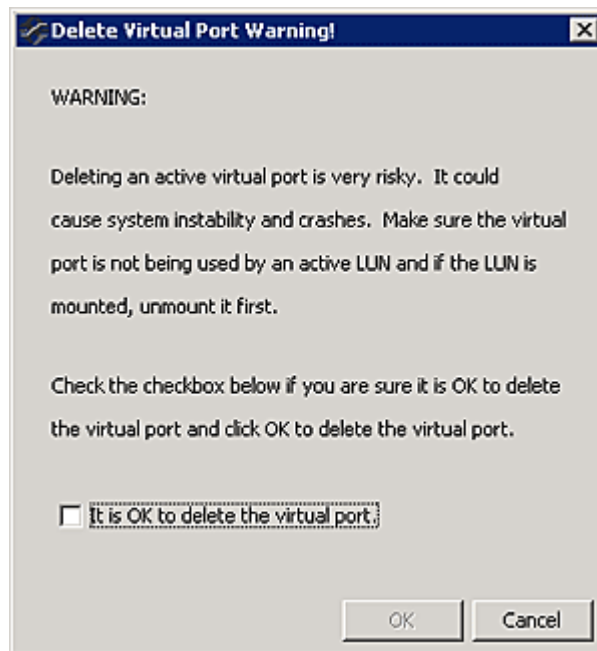 Delete Virtual Port Warning!
WARNING:
Deleting an active virtual port is very risky.  It could
cause system instability and crashes.  Make sure the virtual
port is not being used by an active LUN and if the LUN is
mounted, unmount it first.
Check the checkbox below if you are sure it is OK to delete
the virtual port and click OK to delete the virtual port.
It is OK to delete the virtual port.
OK
Cancel